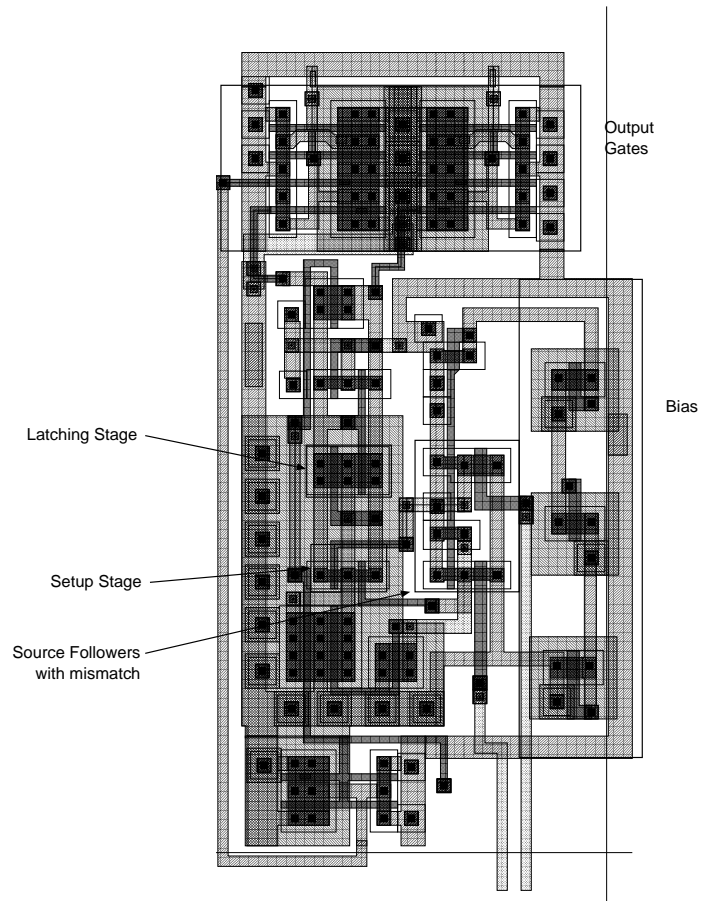 Output
Gates
Bias
Latching Stage
Setup Stage
Source Followers
with mismatch